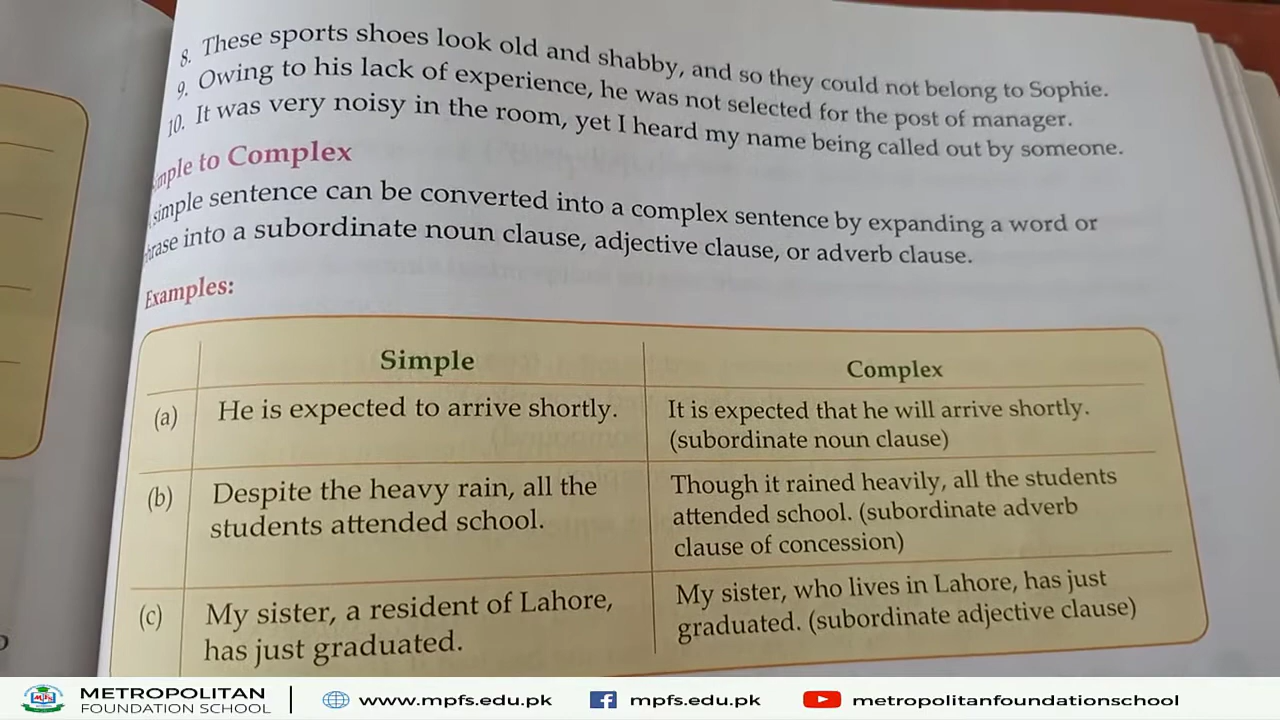 8. These sports shoes look old and shabby, and so they could not belong to Sophie.
9. Owing to his lack of experience, he was not selected for the post of manager.
10. It was very noisy in the room, yet I heard my name being called out by someone.
mple to Complex
simple sentence can be converted into a complex sentence by expanding a word or
hrase into a subordinate noun clause, adjective clause, or adverb clause.
Examples:
Simple
Complex
(a) He is expected to arrive shortly.
It is expected that he will arrive shortly.
(subordinate noun clause)
(b) Despite the heavy rain, all the
students attended school.
Though it rained heavily, all the students
attended school. (subordinate adverb
clause of concession)
(c) My sister, a resident of Lahore,
has just graduated.
My sister, who lives in Lahore, has just
graduated. (subordinate adjective clause)
METROPOLITAN
FOUNDATION SCHOOL
www.mpfs.edu.pk
mpfs.edu.pk
metropolitanfoundationschool